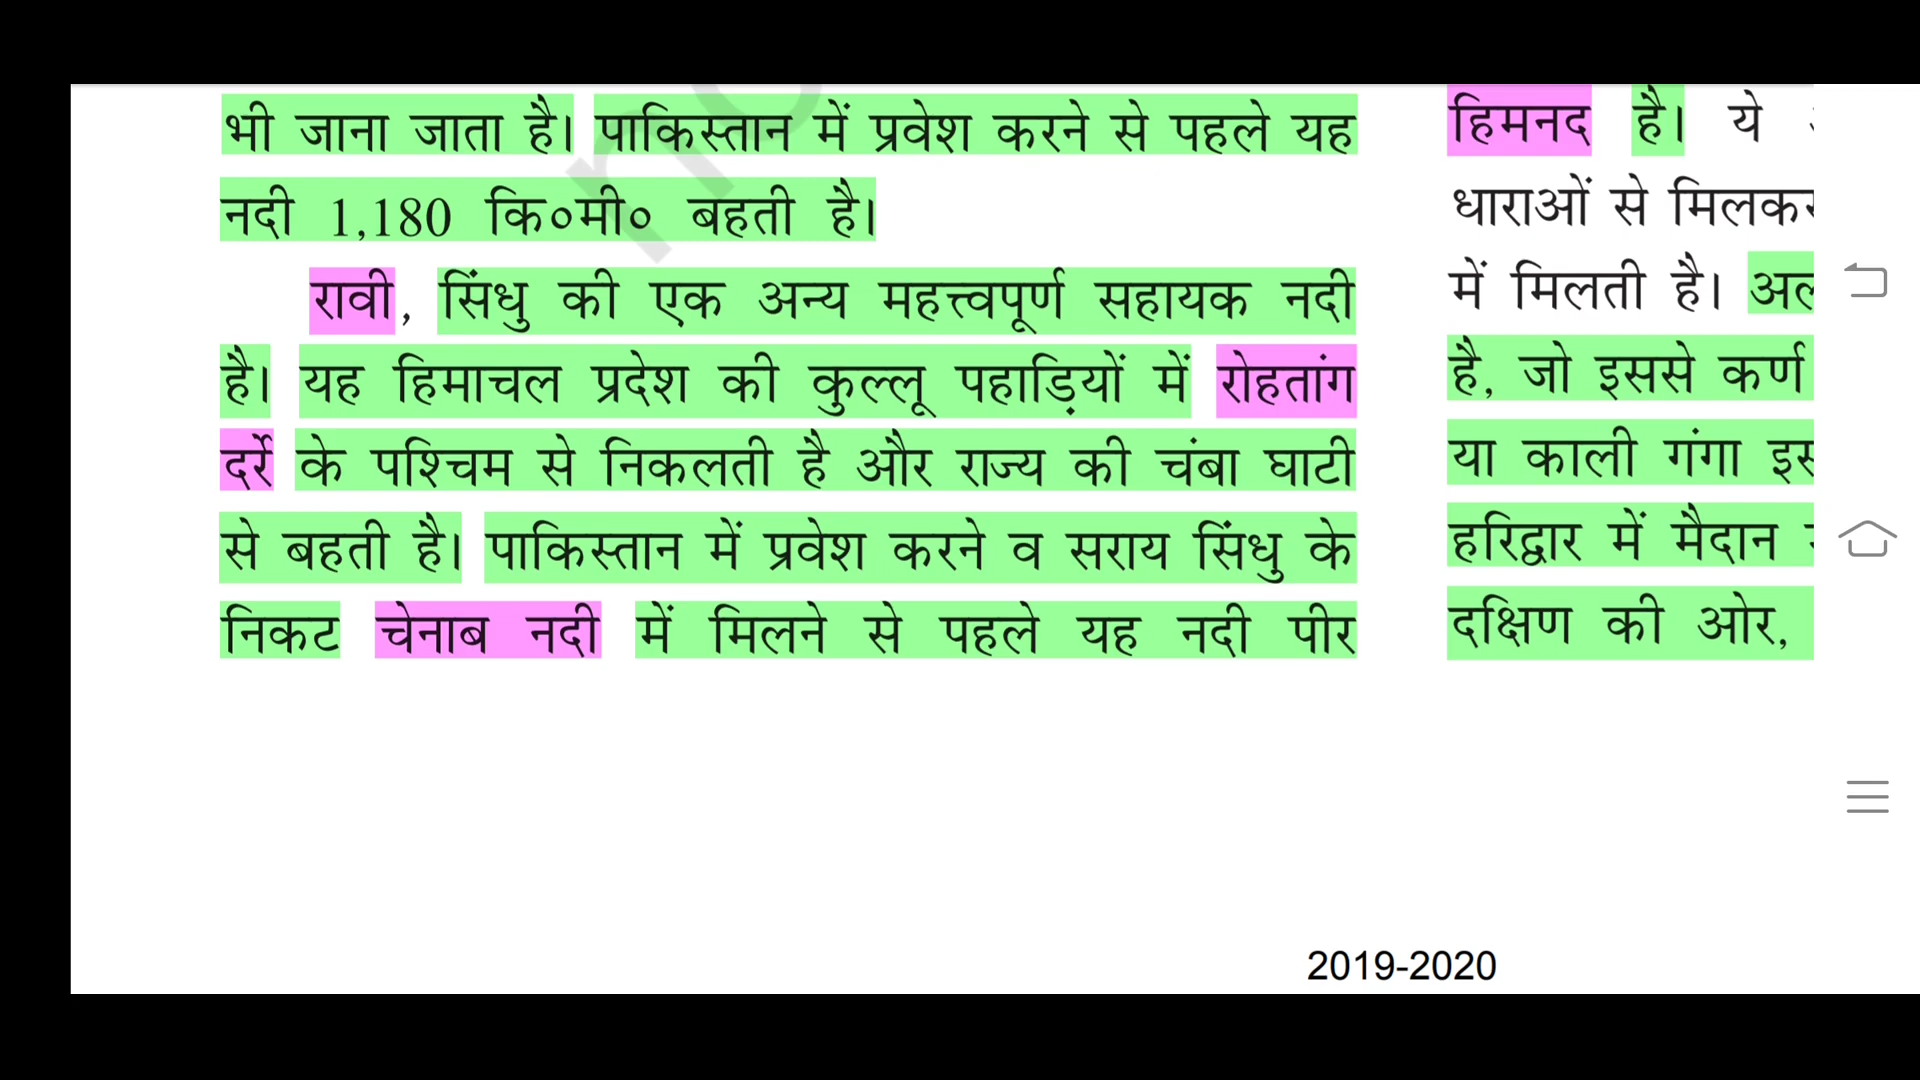 भी जाना जाता है। पाकिस्तान में प्रवेश करने से पहले यह
नदी 1,180 कि०मी० बहती है।
रावी, सिंधु की एक अन्य महत्त्वपूर्ण सहायक नदी
है। यह हिमाचल प्रदेश की कुल्लू पहाड़ियों में रोहतांग
दर्रे के पश्चिम से निकलती है और राज्य की चंबा घाटी
से बहती है। पाकिस्तान में प्रवेश करने व सराय सिंधु के
निकट चेनाब नदी में मिलने से पहले यह नदी पीर
हिमनद है। ये
धाराओं से
में मिलती है।
है, जो इससे कर्ण
या काली गंगा
हरिद्वार में मैदान
दक्षिण की ओर,
2019-2020